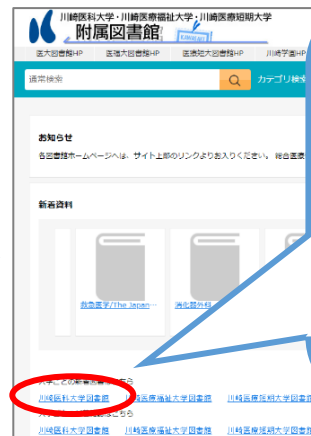 川崎医科大学・川崎医療福祉大学・川崎医療短期大学
附属図書館
医大図書館HP 医福大図書館HP 医療短大図書館HP 川崎学園HP
通常検索 カテゴリ検索
お知らせ
各図書館ホームページへは、サイト上部のリンクよりお入りください。 総合医療
新着資料
救急医学/The Japan… 消化器外科
川崎医科大学図書館 川崎医療福祉大学図書館 川崎医療短期大学図書館
川崎医科大学図書館 川崎医療福祉大学図書館 川崎医療短期大学図書館